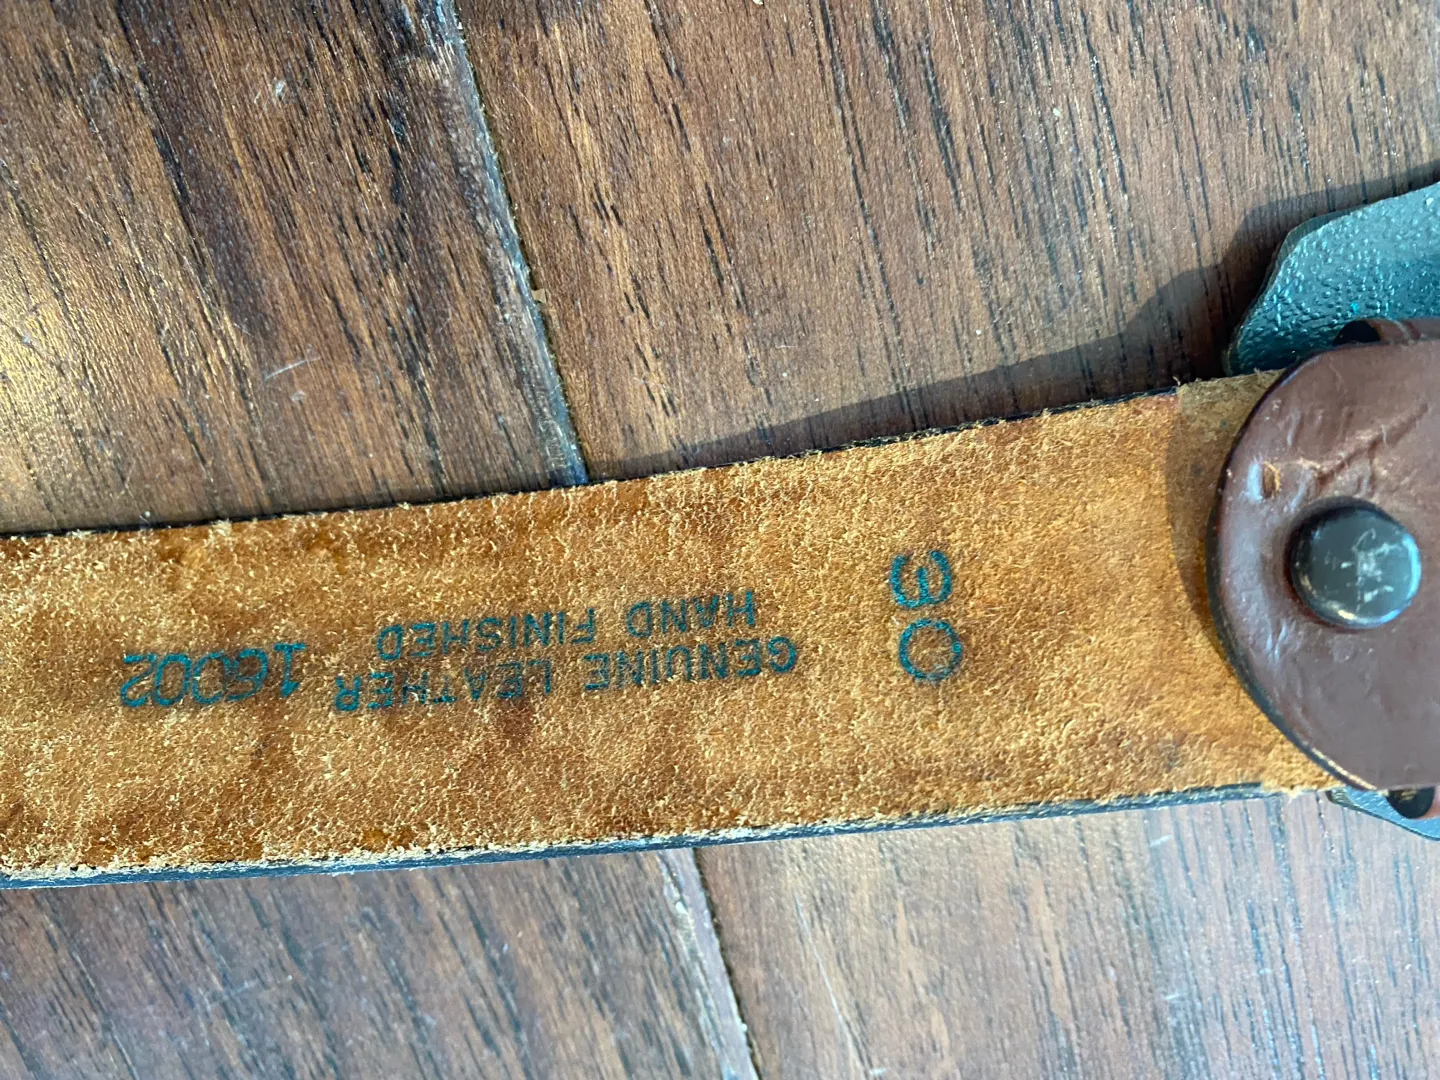 30
GENUINE LEATHER 16002
HAND FINISHED